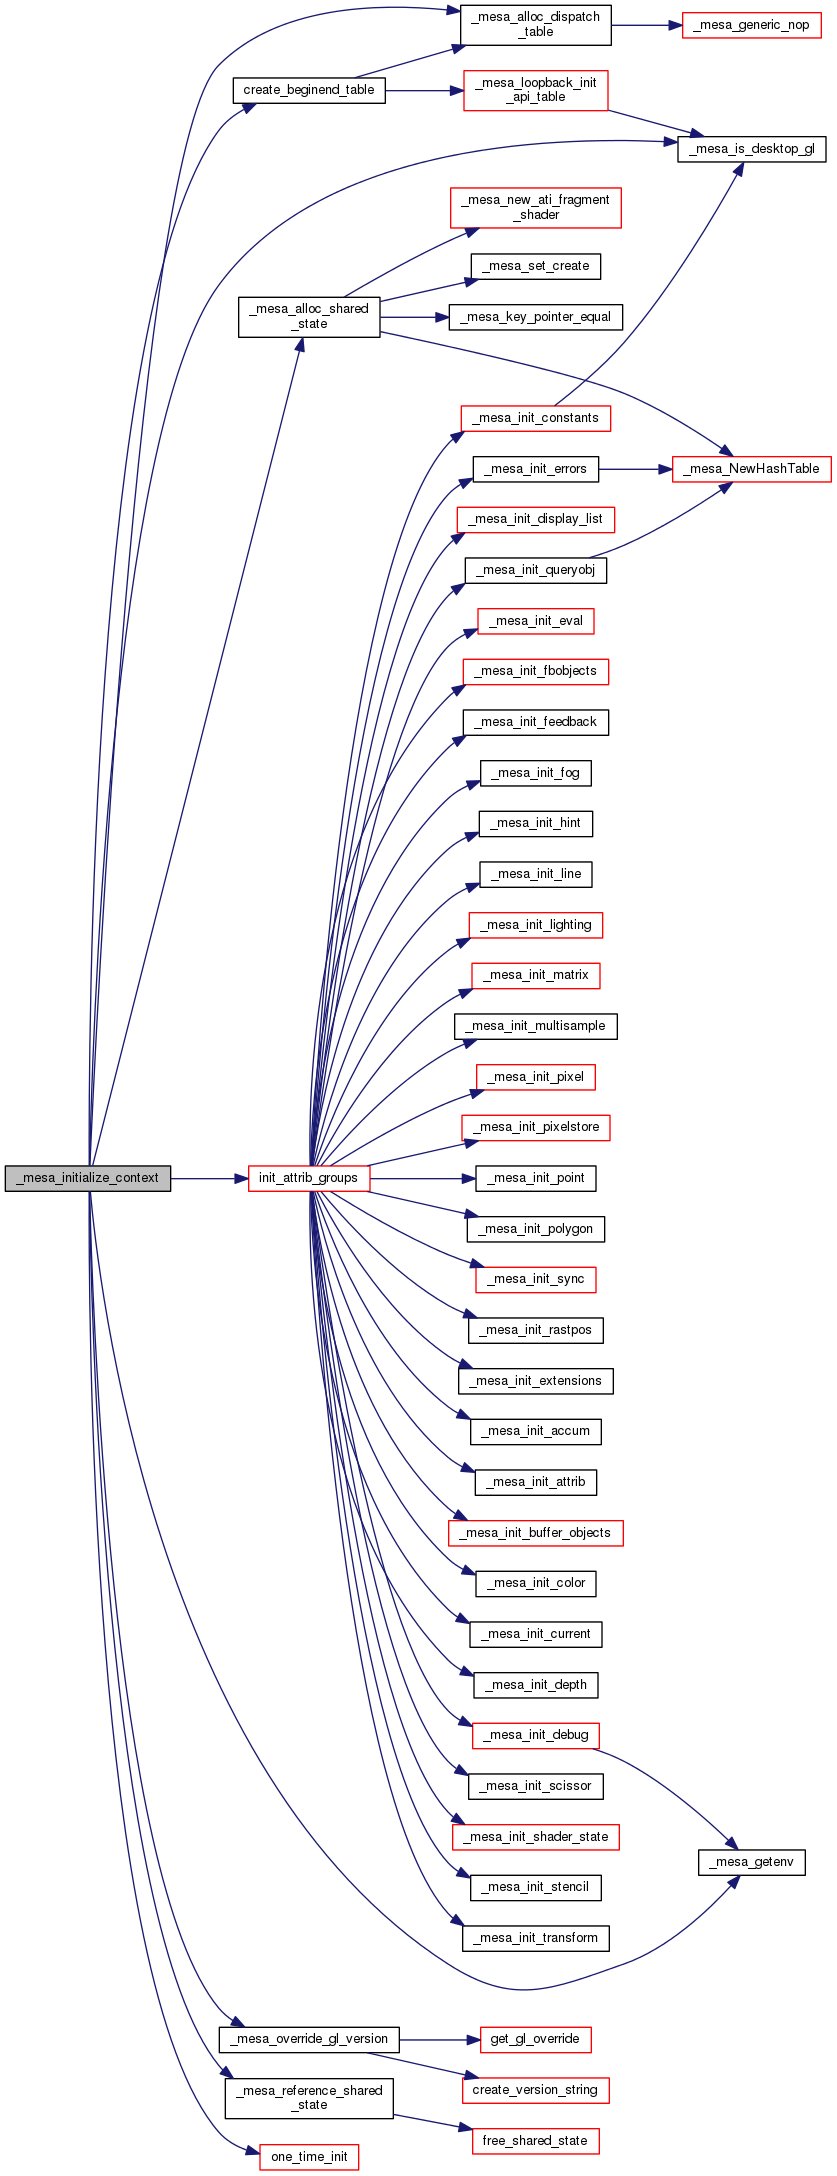 _mesa_alloc_dispatch
_table
_mesa_generic_nop
create_beginend_table
_mesa_loopback_init
_api_table
_mesa_is_desktop_gl
_mesa_new_ati_fragment
_shader
_mesa_set_create
_mesa_alloc_shared
_state
_mesa_key_pointer_equal
_mesa_init_constants
_mesa_init_errors
_mesa_NewHashTable
_mesa_init_display_list
_mesa_init_queryobj
_mesa_init_eval
_mesa_init_fbobjects
_mesa_init_feedback
_mesa_init_fog
_mesa_init_hint
_mesa_init_line
_mesa_init_lighting
_mesa_init_matrix
_mesa_init_multisample
_mesa_init_pixel
_mesa_init_pixelstore
_mesa_initialize_context
init_attrib_groups
_mesa_init_point
_mesa_init_polygon
_mesa_init_sync
_mesa_init_rastpos
_mesa_init_extensions
_mesa_init_accum
_mesa_init_attrib
_mesa_init_buffer_objects
_mesa_init_color
_mesa_init_current
_mesa_init_depth
_mesa_init_debug
_mesa_init_scissor
_mesa_init_shader_state
_mesa_getenv
_mesa_init_stencil
_mesa_init_transform
_mesa_override_gl_version
get_gl_override
create_version_string
_mesa_reference_shared
_state
free_shared_state
one_time_init